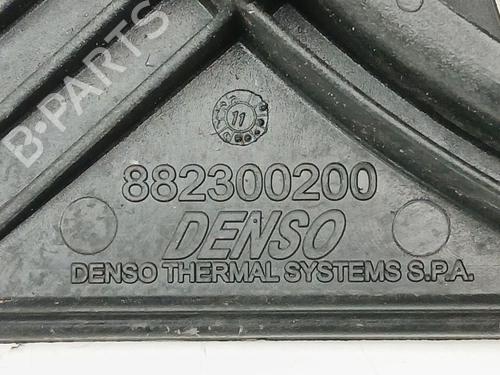 B-PARTS
11
882300200
DENSO
DENSO THERMAL SYSTEMS S.P.A.